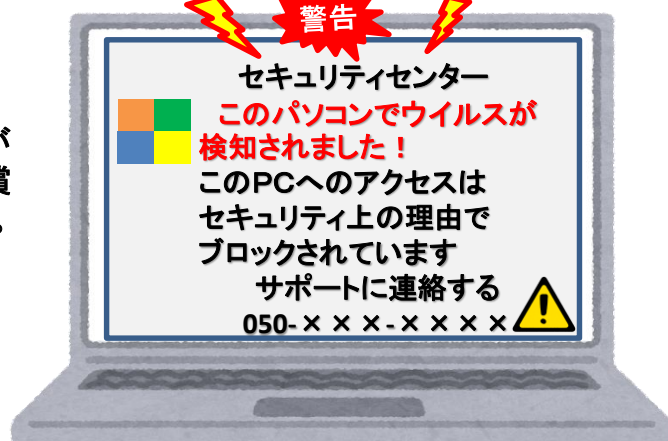 警告
セキュリティセンター
このパソコンでウイルスが
検知されました！
このPCへのアクセスは
セキュリティ上の理由で
ブロックされています
サポートに連絡する
050-×××-××××
が
償
。